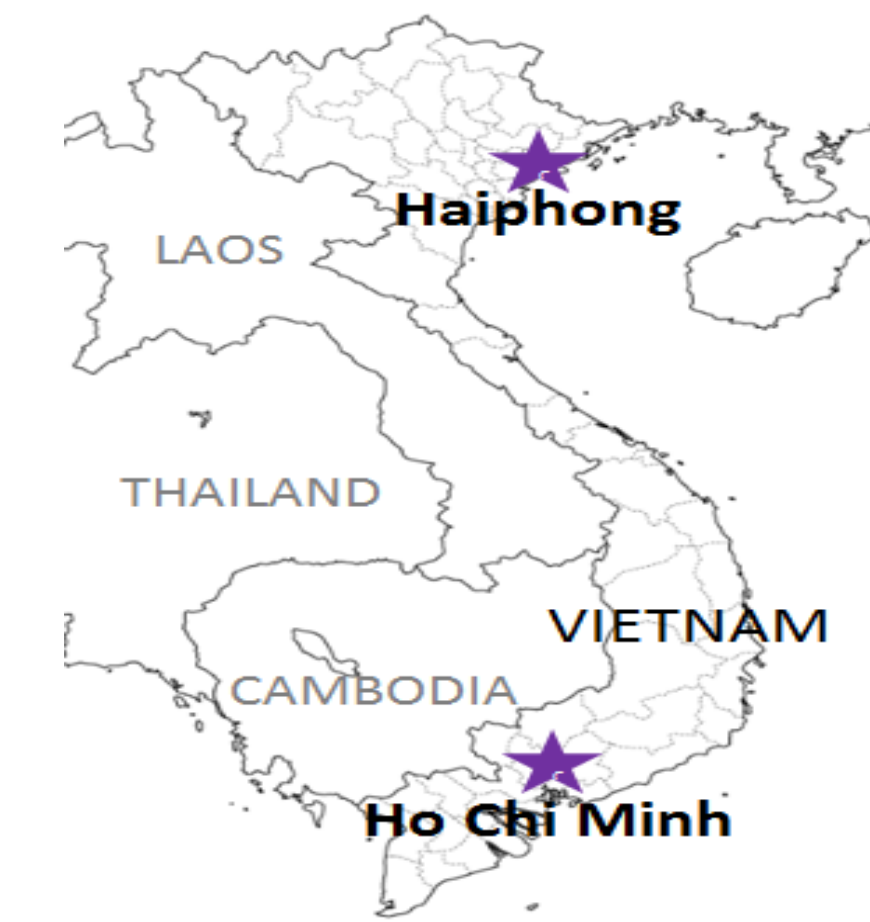 Haiphong
LAOS
THAILAND
VIETNAM
CAMBODIA
Ho Chi Minh